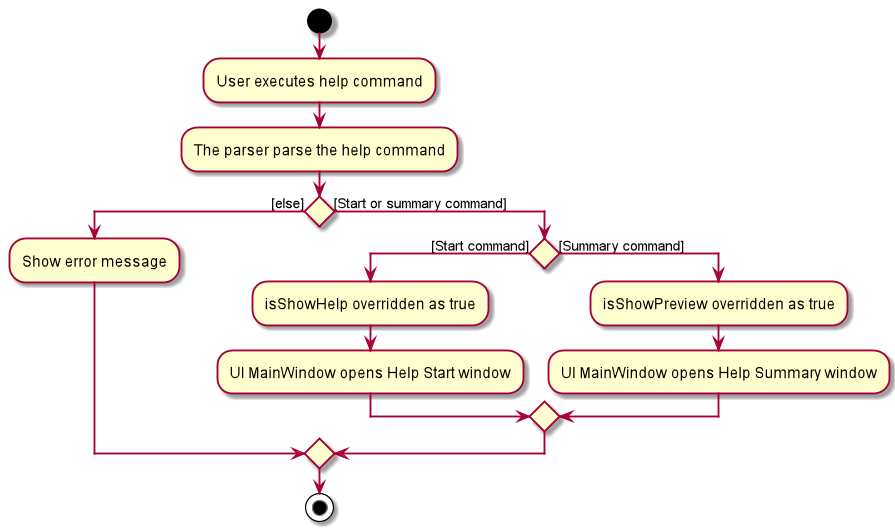 User executes help command
The parser parse the help command
[else]
[Start or summary command]
Show error message
[Start command]
[Summary command]
isShowHelp overridden as true
isShowPreview overridden as true
UI MainWindow opens Help Start window
UI MainWindow opens Help Summary window